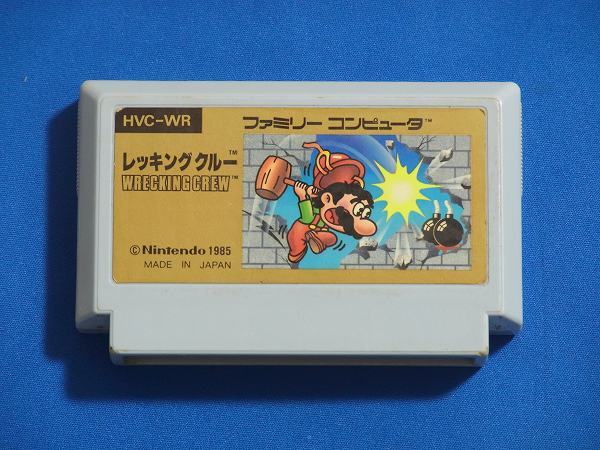 HVC-WR
ファミリー コンピュータ™
レッキングクルー™
WRECKING CREW™
©Nintendo 1985
MADE IN JAPAN